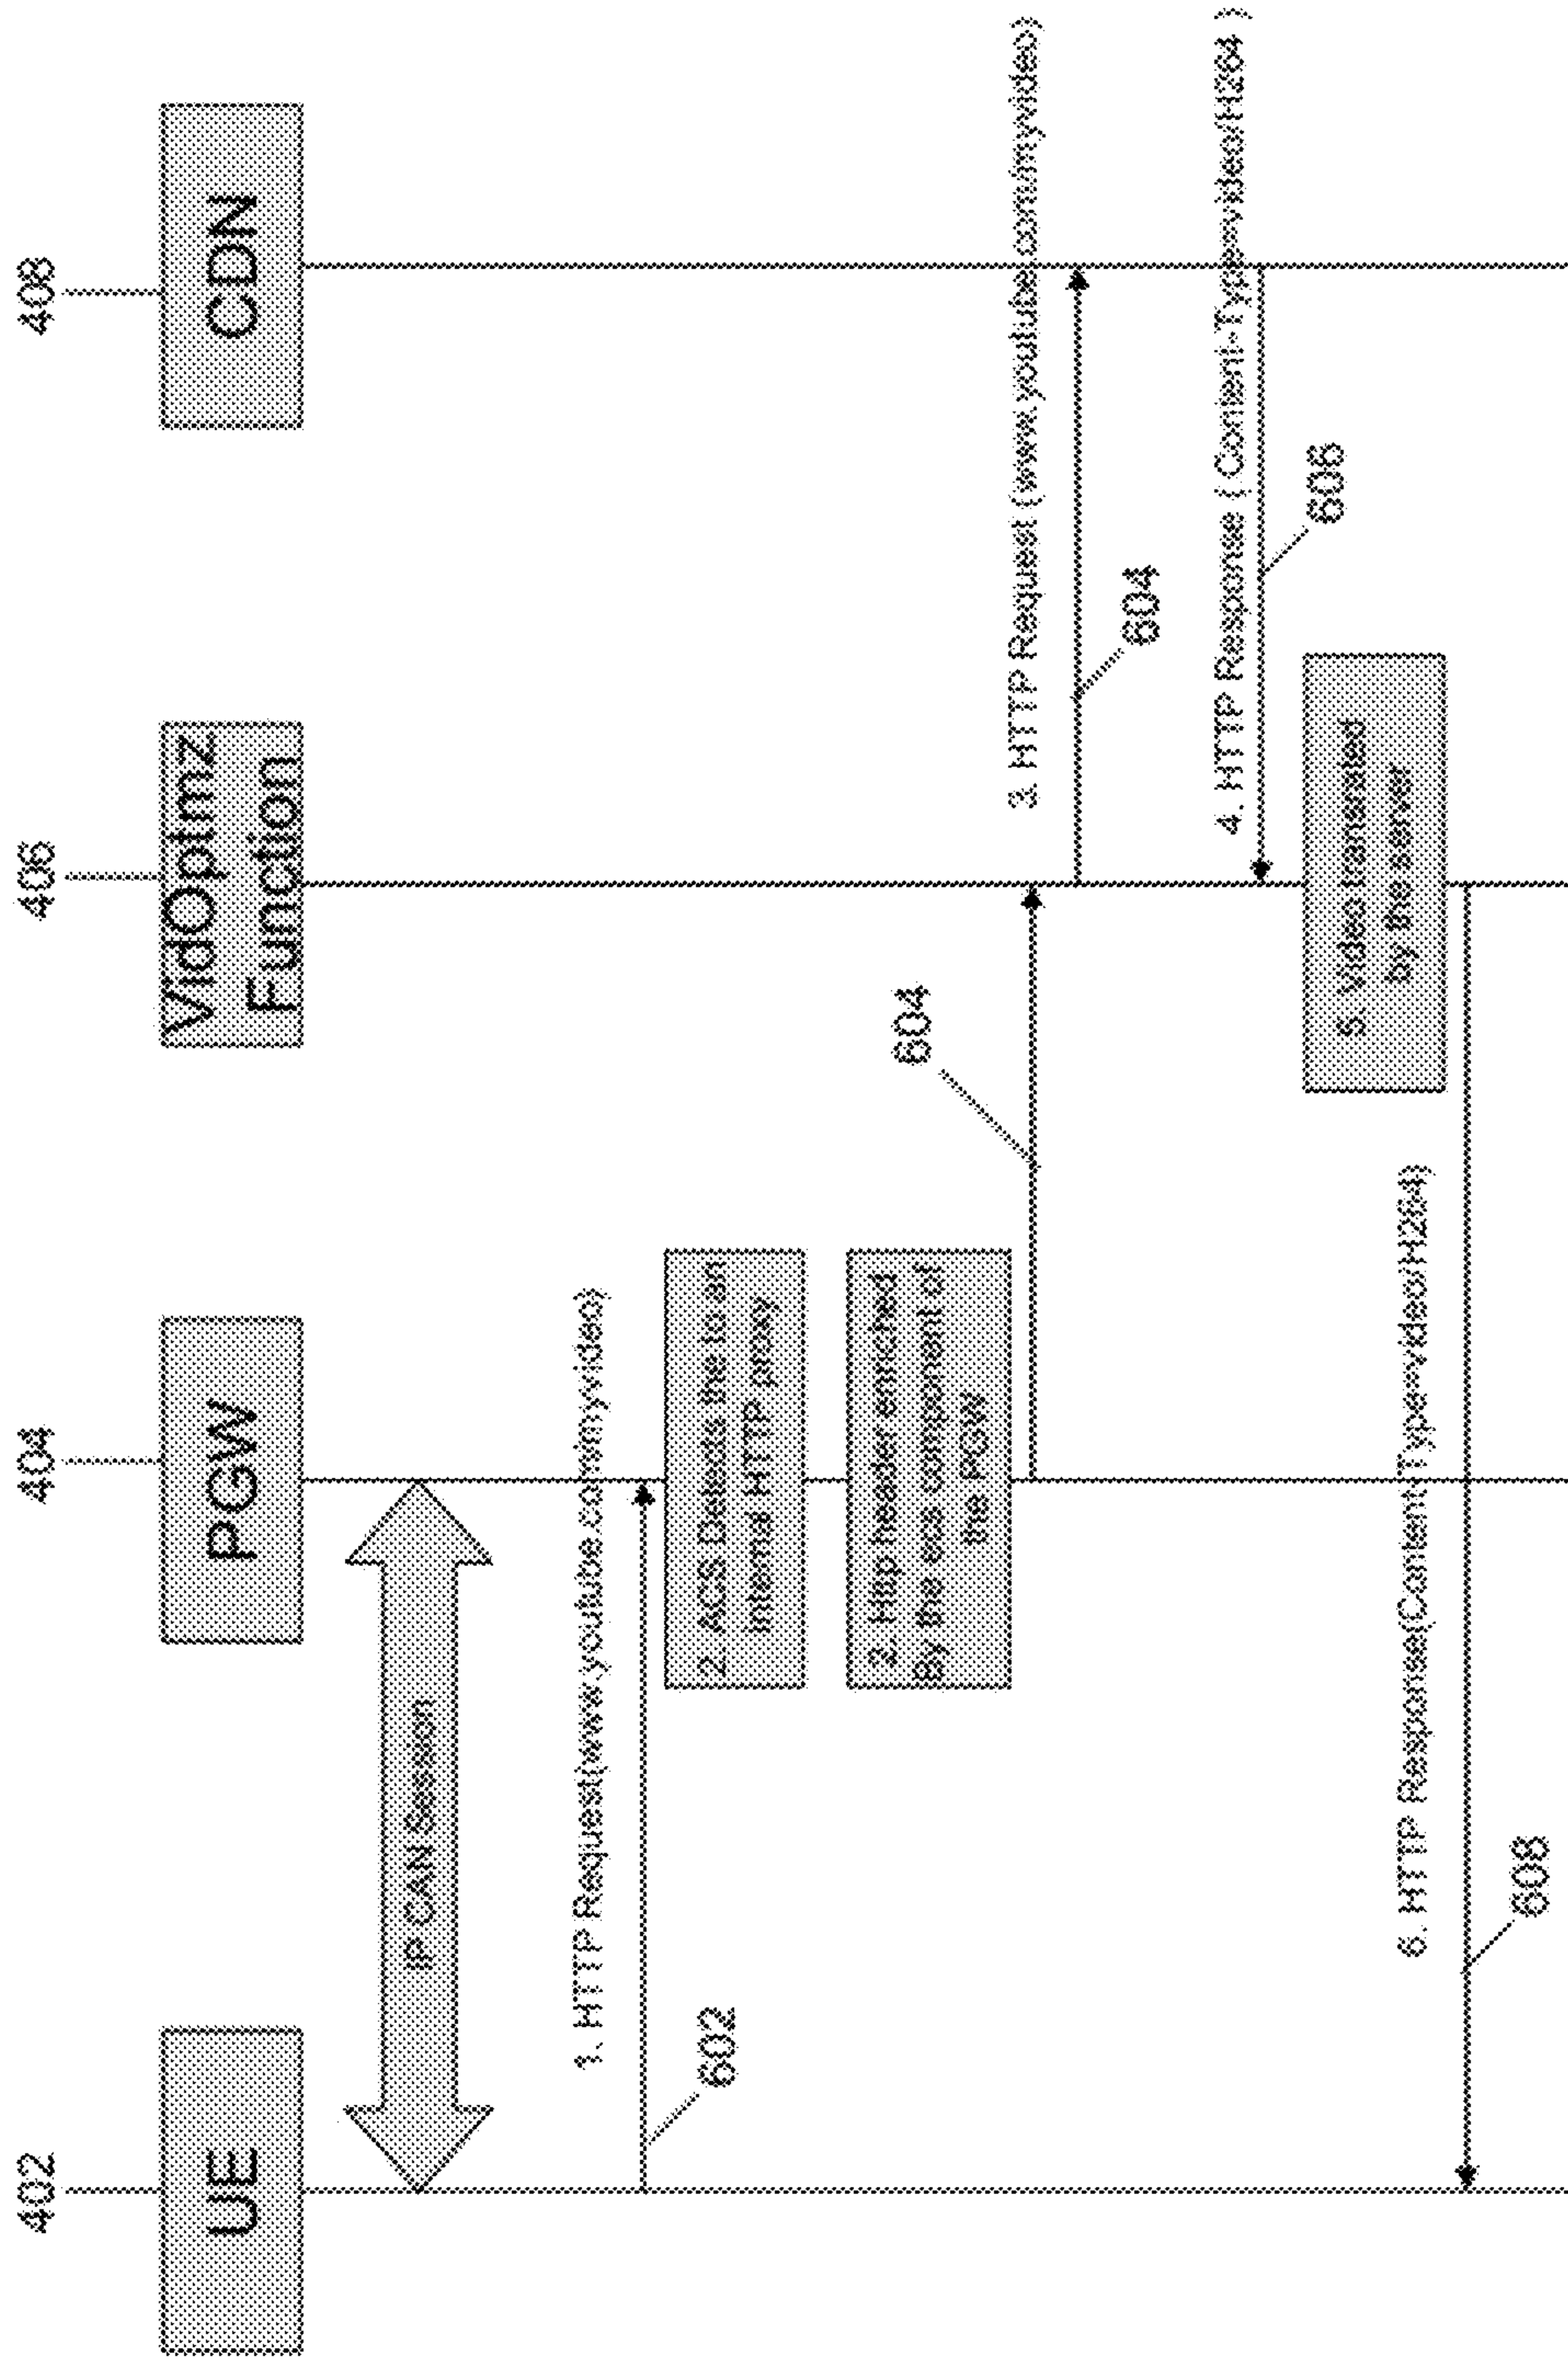 402
404
406
408
UE
PGW
VidOptmz
Function
CDN
IP CAN Session
1. HTTP Request(www.youtube.com/myvideo)
602
2. ACS Detects the to an
internal HTTP proxy
3. Http header enriched
By the ecs component of
the PGW
604
3. HTTP Request (www.youtube.com/myvideo)
604
4. HTTP Response ( Content-Type=video/H264 )
606
5. Video transrated
by the server
6. HTTP Response(Content-Type=video/H264)
608